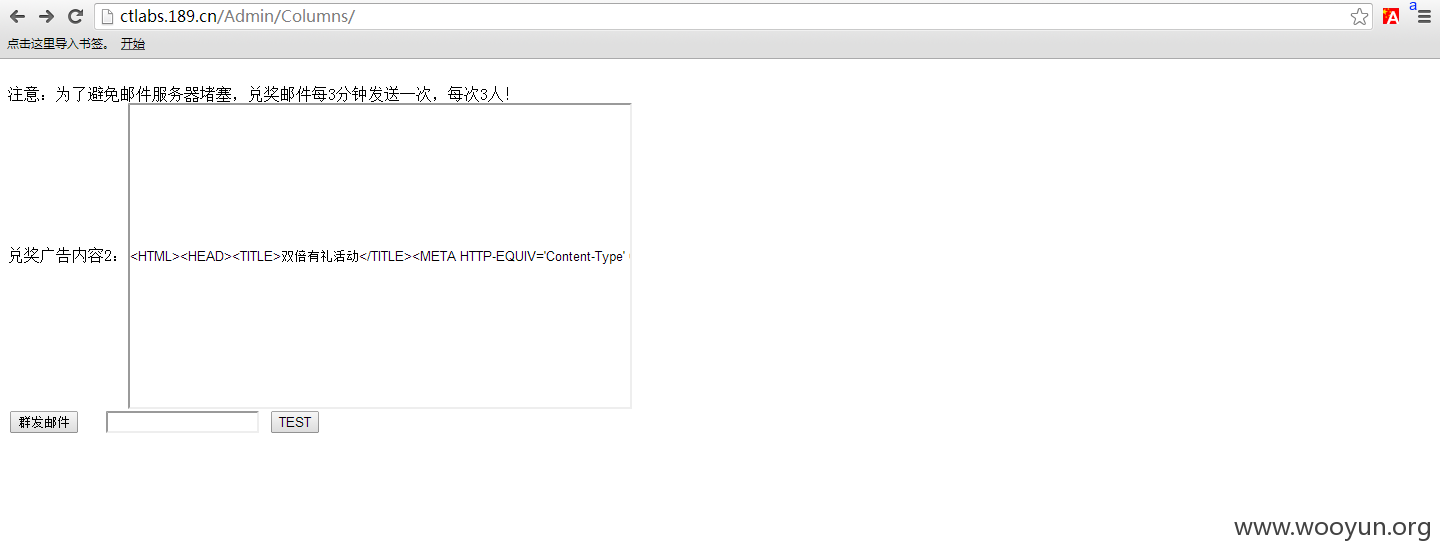 ctlabs.189.cn/Admin/Columns/
a
点击这里导入书签。 开始
注意：为了避免邮件服务器堵塞，兑奖邮件每3分钟发送一次，每次3人！
兑奖广告内容2： <HTML><HEAD><TITLE>双倍有礼活动</TITLE><META HTTP-EQUIV='Content-Type'
群发邮件 TEST
www.wooyun.org